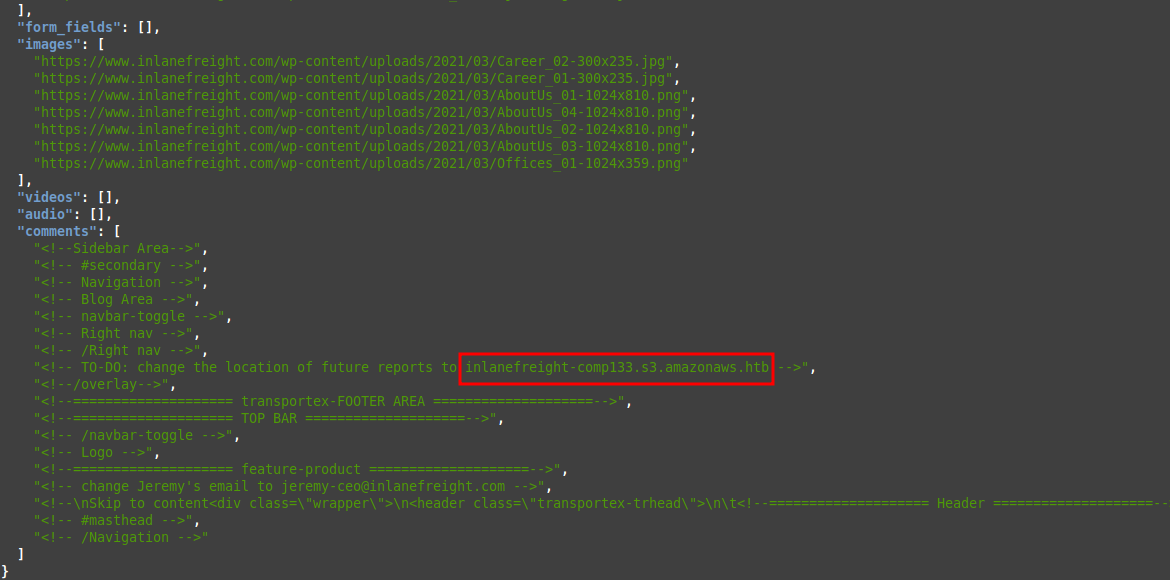 ],
"form_fields": [],
"images": [
"https://www.inlanefreight.com/wp-content/uploads/2021/03/Career_02-300x235.jpg",
"https://www.inlanefreight.com/wp-content/uploads/2021/03/Career_01-300x235.jpg",
"https://www.inlanefreight.com/wp-content/uploads/2021/03/AboutUs_01-1024x810.png",
"https://www.inlanefreight.com/wp-content/uploads/2021/03/AboutUs_04-1024x810.png",
"https://www.inlanefreight.com/wp-content/uploads/2021/03/AboutUs_02-1024x810.png",
"https://www.inlanefreight.com/wp-content/uploads/2021/03/AboutUs_03-1024x810.png",
"https://www.inlanefreight.com/wp-content/uploads/2021/03/Offices_01-1024x359.png"
],
"videos": [],
"audio": [],
"comments": [
"<!--Sidebar Area-->",
"<!-- #secondary -->",
"<!-- Navigation -->",
"<!-- Blog Area -->",
"<!-- navbar-toggle -->",
"<!-- Right nav -->",
"<!-- /Right nav -->",
"<!-- TO-DO: change the location of future reports to inlanefreight-comp133.s3.amazonaws.htb -->",
"<!--/overlay-->",
"<!--==================== transportex-FOOTER AREA ====================-->",
"<!--==================== TOP BAR ====================-->",
"<!-- /navbar-toggle -->",
"<!-- Logo -->",
"<!--==================== feature-product ====================-->",
"<!-- change Jeremy's email to jeremy-ceo@inlanefreight.com -->",
"<!--\nSkip to content<div class=\"wrapper\">\n<header class=\"transportex-trhead\">\n\t<!--==================== Header ====================--
"<!-- #masthead -->",
"<!-- /Navigation -->"
]
}